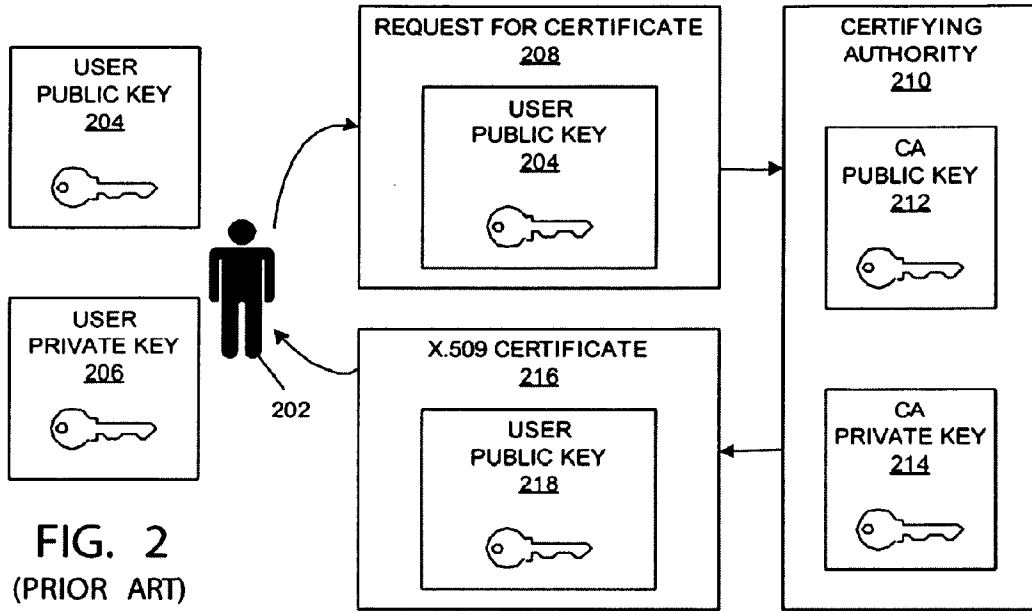 USER
PUBLIC KEY
204
USER
PRIVATE KEY
206
202
REQUEST FOR CERTIFICATE
208
USER
PUBLIC KEY
204
X.509 CERTIFICATE
216
USER
PUBLIC KEY
218
CERTIFYING
AUTHORITY
210
CA
PUBLIC KEY
212
CA
PRIVATE KEY
214
FIG. 2
(PRIOR ART)